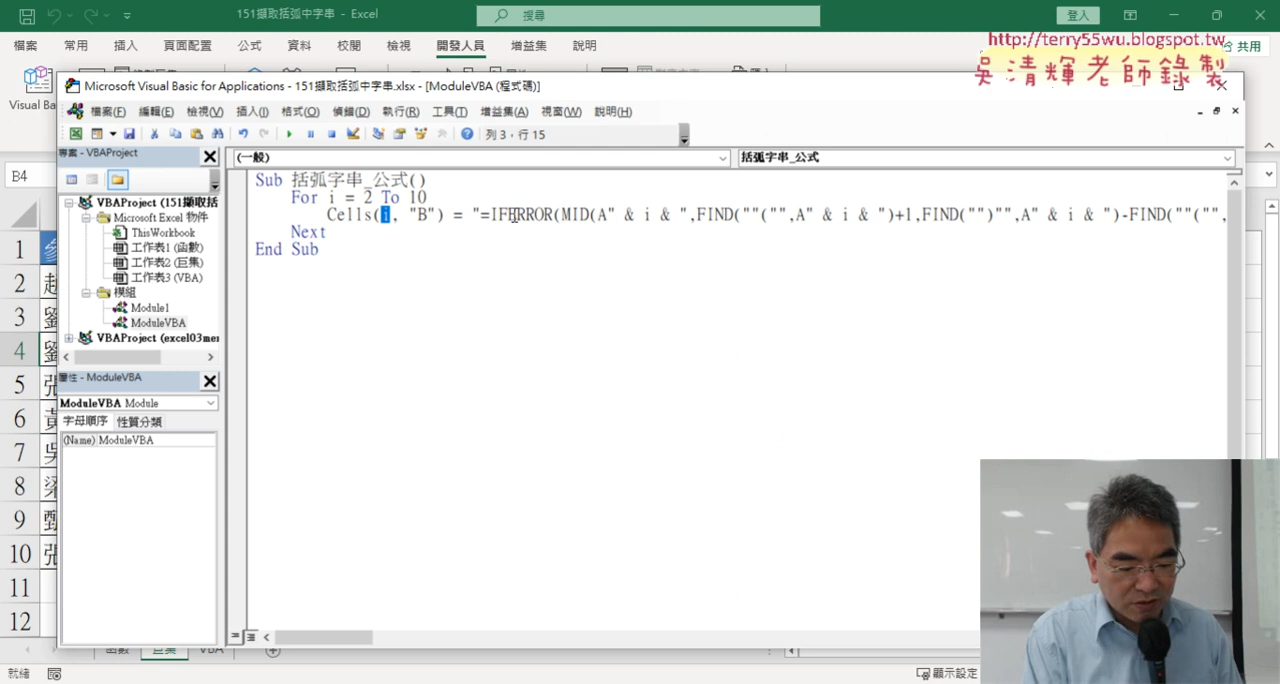 151擷取括弧中字串 - Excel
搜尋
登入
檔案 常用 插入 頁面配置 公式 資料 校閱 檢視 開發人員 增益集 說明
共用
http://terry55wu.blogspot.tw
吳清輝老師錄製
Visual Ba
Microsoft Visual Basic for Applications - 151擷取括弧中字串.xlsx - [ModuleVBA (程式碼)]
檔案(F) 編輯(E) 檢視(V) 插入(I) 格式(O) 偵錯(D) 執行(R) 工具(T) 增益集(A) 視窗(W) 說明(H)
列 3，行 15
專案 - VBAProject
(一般)
括弧字串_公式
B4
VBAProject (151擷取括
Microsoft Excel 物件
ThisWorkbook
工作表1 (函數)
工作表2 (巨集)
工作表3 (VBA)
模組
Module1
ModuleVBA
VBAProject (excel03mer
Sub 括弧字串_公式()
For i = 2 To 10
Cells(i, "B") = "=IFERROR(MID(A" & i & ",FIND(""("",A" & i & ")+1,FIND("")"",A" & i & ")-FIND(""("",
Next
End Sub
屬性 - ModuleVBA
ModuleVBA Module
字母順序 性質分類
(Name) ModuleVBA
1
2
3
4
5
6
7
8
9
10
11
12
函數 巨集 VBA
就緒
顯示設定